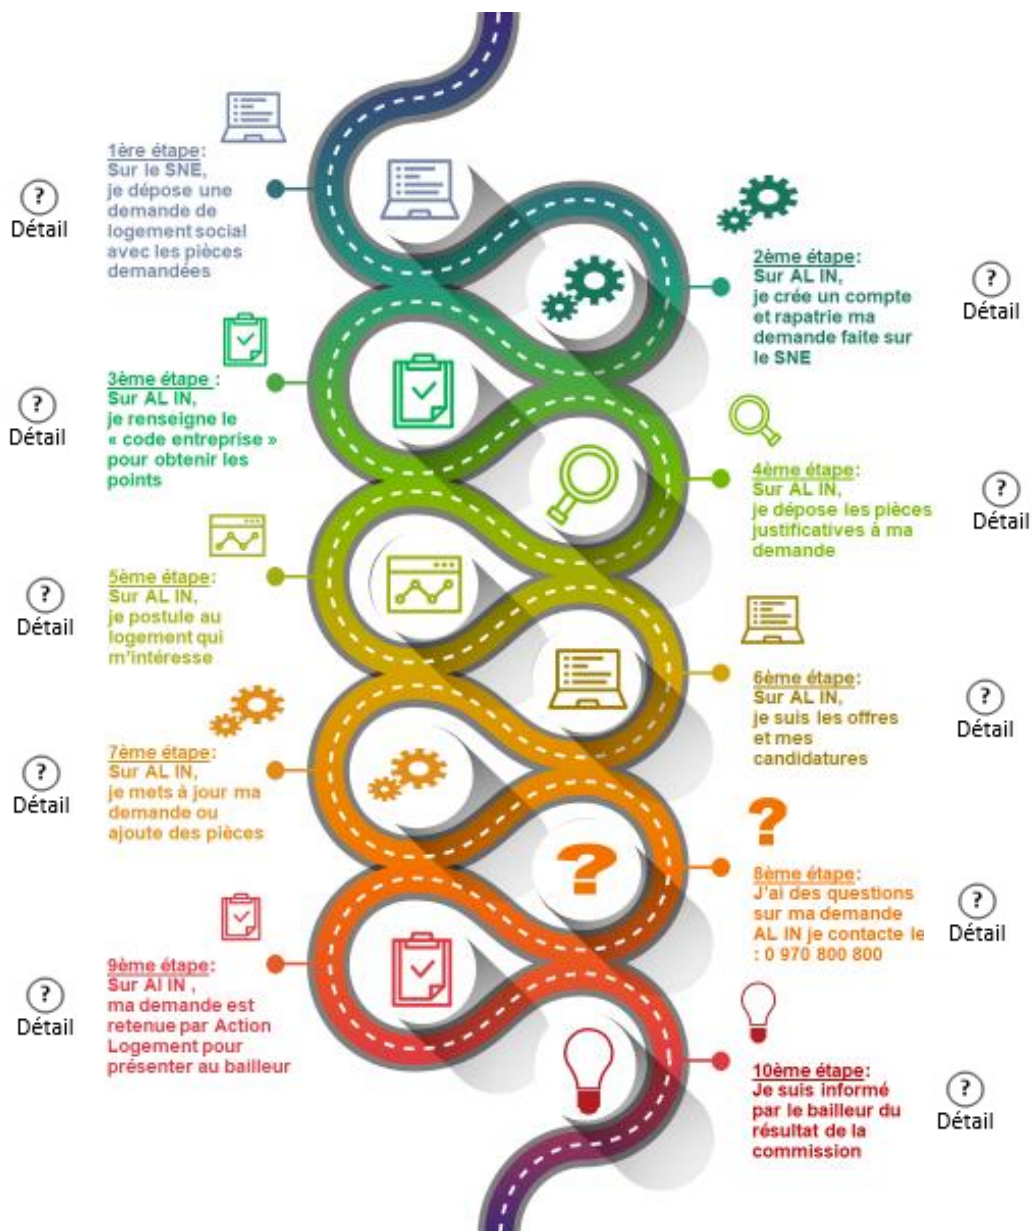 1ère étape:
Sur le SNE,
je dépose une
demande de
logement social
avec les pièces
demandées
?
Détail
2ème étape:
Sur AL IN,
je crée un compte
et rapatrie ma
demande faite sur
le SNE
?
Détail
3ème étape :
Sur AL IN,
je renseigne le
« code entreprise »
pour obtenir les
points
?
Détail
4ème étape:
Sur AL IN,
je dépose les pièces
justificatives à ma
demande
?
Détail
5ème étape:
Sur AL IN,
je postule au
logement qui
m'intéresse
?
Détail
6ème étape:
Sur AL IN,
je suis les offres
et mes
candidatures
?
Détail
7ème étape:
Sur AL IN,
je mets à jour ma
demande ou
ajoute des pièces
?
Détail
?
?
8ème étape:
J'ai des questions
sur ma demande
AL IN je contacte le
: 0 970 800 800
?
Détail
9ème étape:
Sur Al IN ,
ma demande est
retenue par Action
Logement pour
présenter au bailleur
?
Détail
10ème étape:
Je suis informé
par le bailleur du
résultat de la
commission
?
Détail